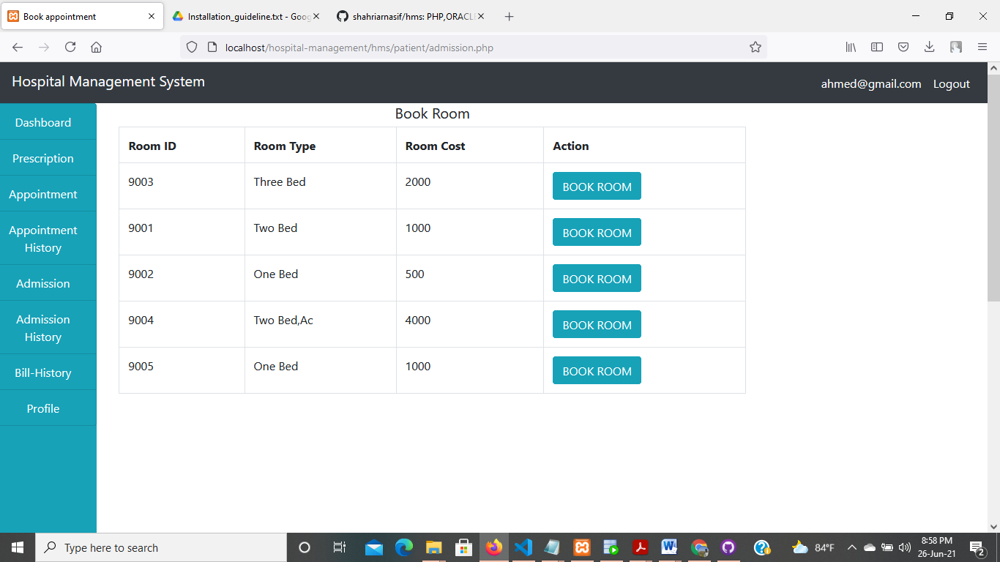 Book appointment
Installation_guideline.txt - Goog
shahriarnasif/hms: PHP,ORACLE
localhost/hospital-management/hms/patient/admission.php
Hospital Management System
ahmed@gmail.com Logout
Dashboard
Prescription
Appointment
Appointment
History
Admission
Admission
History
Bill-History
Profile
Book Room
Room ID Room Type Room Cost Action
9003 Three Bed 2000 BOOK ROOM
9001 Two Bed 1000 BOOK ROOM
9002 One Bed 500 BOOK ROOM
9004 Two Bed,Ac 4000 BOOK ROOM
9005 One Bed 1000 BOOK ROOM
Type here to search
84°F
8:58 PM
26-Jun-21
2